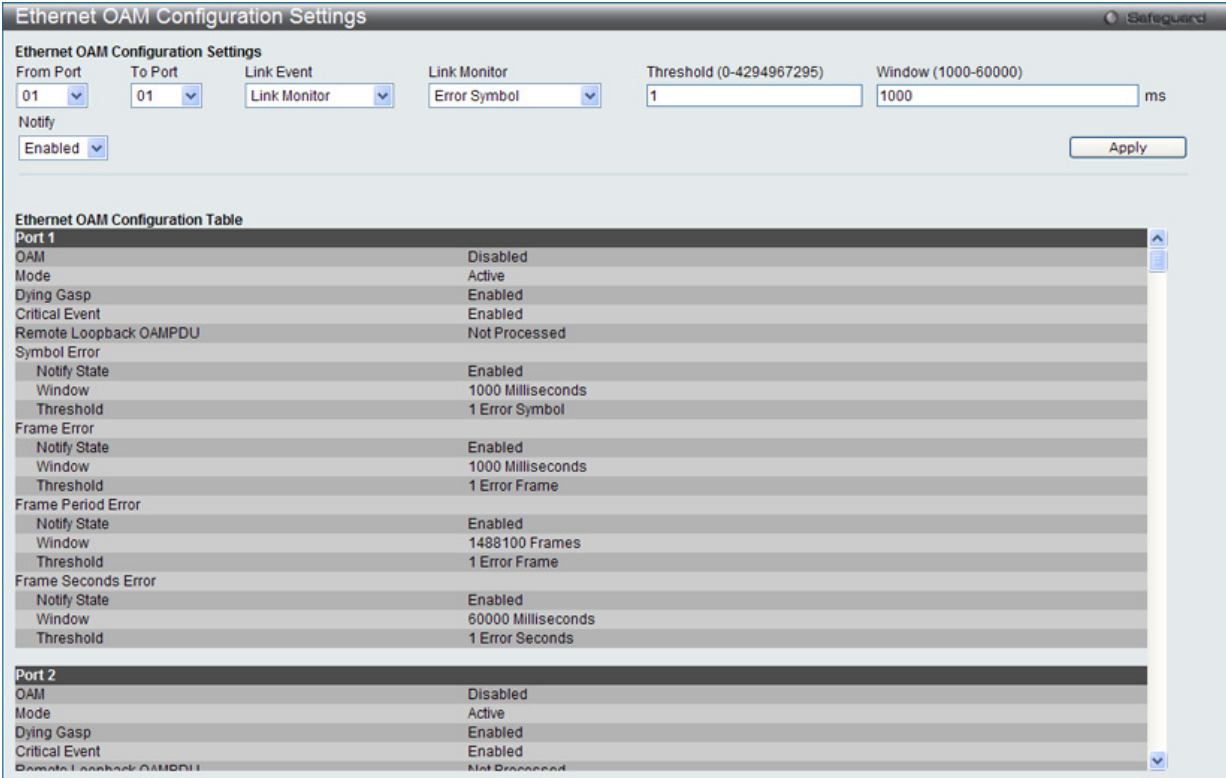 Ethernet OAM Configuration Settings
Safeguard
Ethernet OAM Configuration Settings
From Port To Port Link Event Link Monitor Threshold (0-4294967295) Window (1000-60000)
01 01 Link Monitor Error Symbol 1 1000 ms
Notify
Enabled Apply
Ethernet OAM Configuration Table
Port 1
OAM Disabled
Mode Active
Dying Gasp Enabled
Critical Event Enabled
Remote Loopback OAMPDU Not Processed
Symbol Error
Notify State Enabled
Window 1000 Milliseconds
Threshold 1 Error Symbol
Frame Error
Notify State Enabled
Window 1000 Milliseconds
Threshold 1 Error Frame
Frame Period Error
Notify State Enabled
Window 1488100 Frames
Threshold 1 Error Frame
Frame Seconds Error
Notify State Enabled
Window 60000 Milliseconds
Threshold 1 Error Seconds
Port 2
OAM Disabled
Mode Active
Dying Gasp Enabled
Critical Event Enabled
Remote Loopback OAMPDU Not Processed